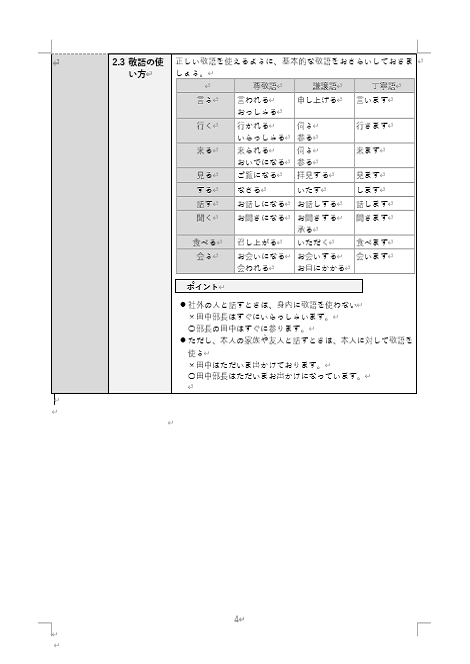 2.3 敬語の使い方
正しい敬語を使えるように、基本的な敬語をおさらいしておきま
しょう。
尊敬語 謙譲語 丁寧語
言う 言われる 申し上げる 言います
おっしゃる
行く 行かれる 伺う 行きます
いらっしゃる 参る
来る 来られる 伺う 来ます
おいでになる 参る
見る ご覧になる 拝見する 見ます
する なさる いたす します
話す お話しになる お話しする 話します
聞く お聞きになる お聞きする 聞きます
承る
食べる 召し上がる いただく 食べます
会う お会いになる お会いする 会います
会われる お目にかかる
ポイント
●社外の人と話すときは、身内に敬語を使わない
×田中部長はすぐにいらっしゃいます。
○部長の田中はすぐに参ります。
●ただし、本人の家族や友人と話すときは、本人に対して敬語を
使う
×田中はただいま出かけております。
○田中部長はただいまお出かけになっています。
4